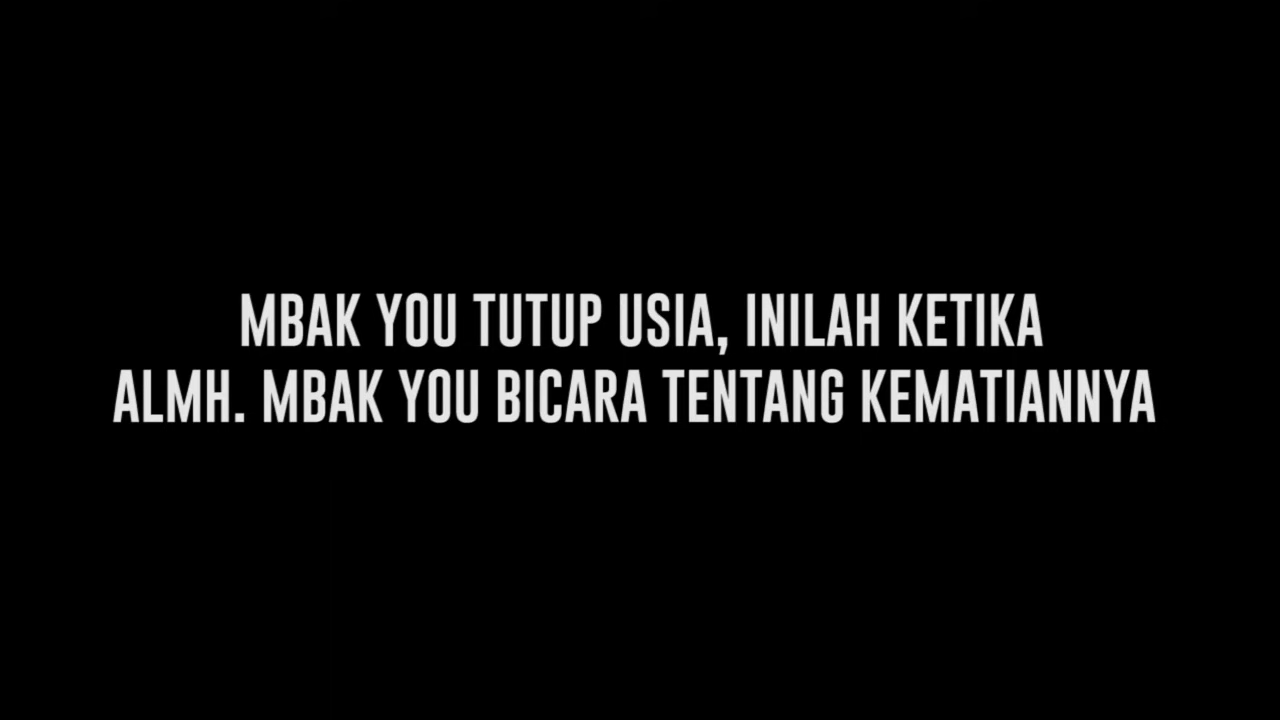 MBAK YOU TUTUP USIA, INILAH KETIKA
ALMH. MBAK YOU BICARA TENTANG KEMATIANNYA